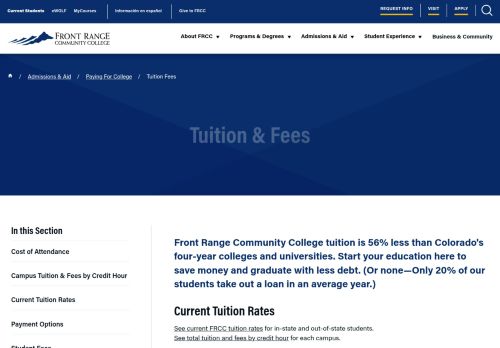 Current Students eWOLF MyCourses Información en español Give to FRCC REQUEST INFO VISIT APPLY
FRONT RANGE
COMMUNITY COLLEGE
About FRCC Programs & Degrees Admissions & Aid Student Experience Business & Community
/ Admissions & Aid / Paying For College / Tuition Fees
Tuition & Fees
In this Section
Cost of Attendance
Campus Tuition & Fees by Credit Hour
Current Tuition Rates
Payment Options
Student Fees
Front Range Community College tuition is 56% less than Colorado's
four-year colleges and universities. Start your education here to
save money and graduate with less debt. (Or none—Only 20% of our
students take out a loan in an average year.)
Current Tuition Rates
See current FRCC tuition rates for in-state and out-of-state students.
See total tuition and fees by credit hour for each campus.